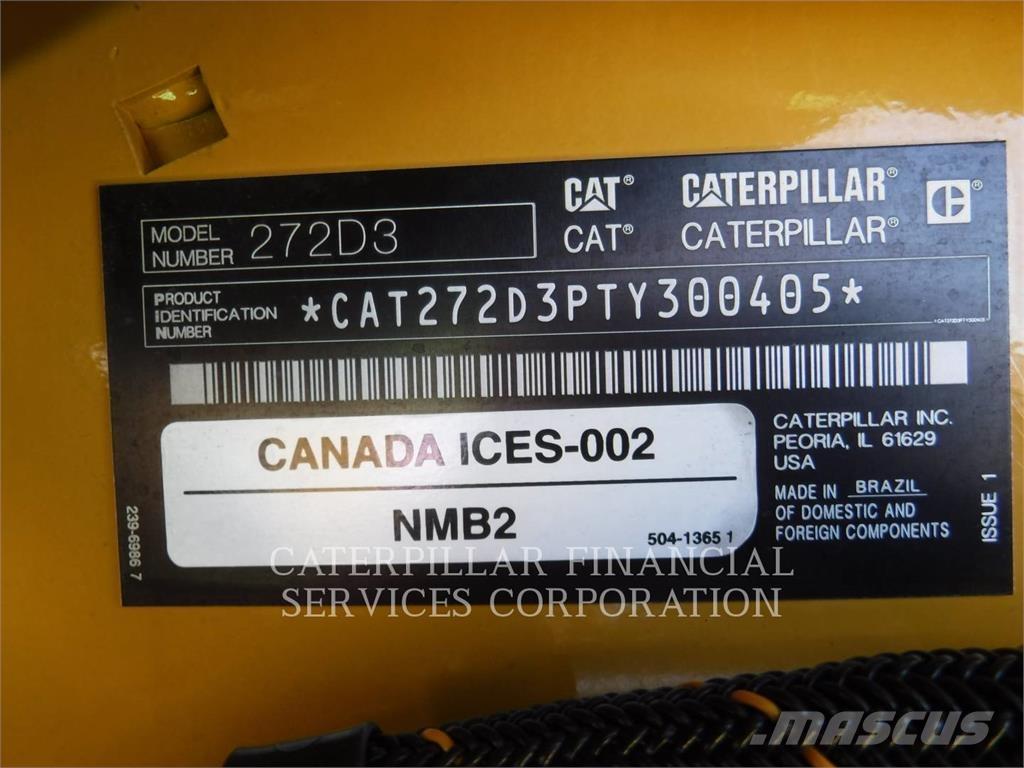 MODEL NUMBER 272D3
CAT® CATERPILLAR® C®
CAT® CATERPILLAR®
PRODUCT IDENTIFICATION NUMBER *CAT272D3PTY300405*
*CAT272D3PTY300405
CANADA ICES-002
NMB2
504-1365 1
CATERPILLAR INC.
PEORIA, IL 61629
USA
MADE IN BRAZIL
OF DOMESTIC AND
FOREIGN COMPONENTS
ISSUE 1
239-6986 7
CATERPILLAR FINANCIAL
SERVICES CORPORATION
MASCUS